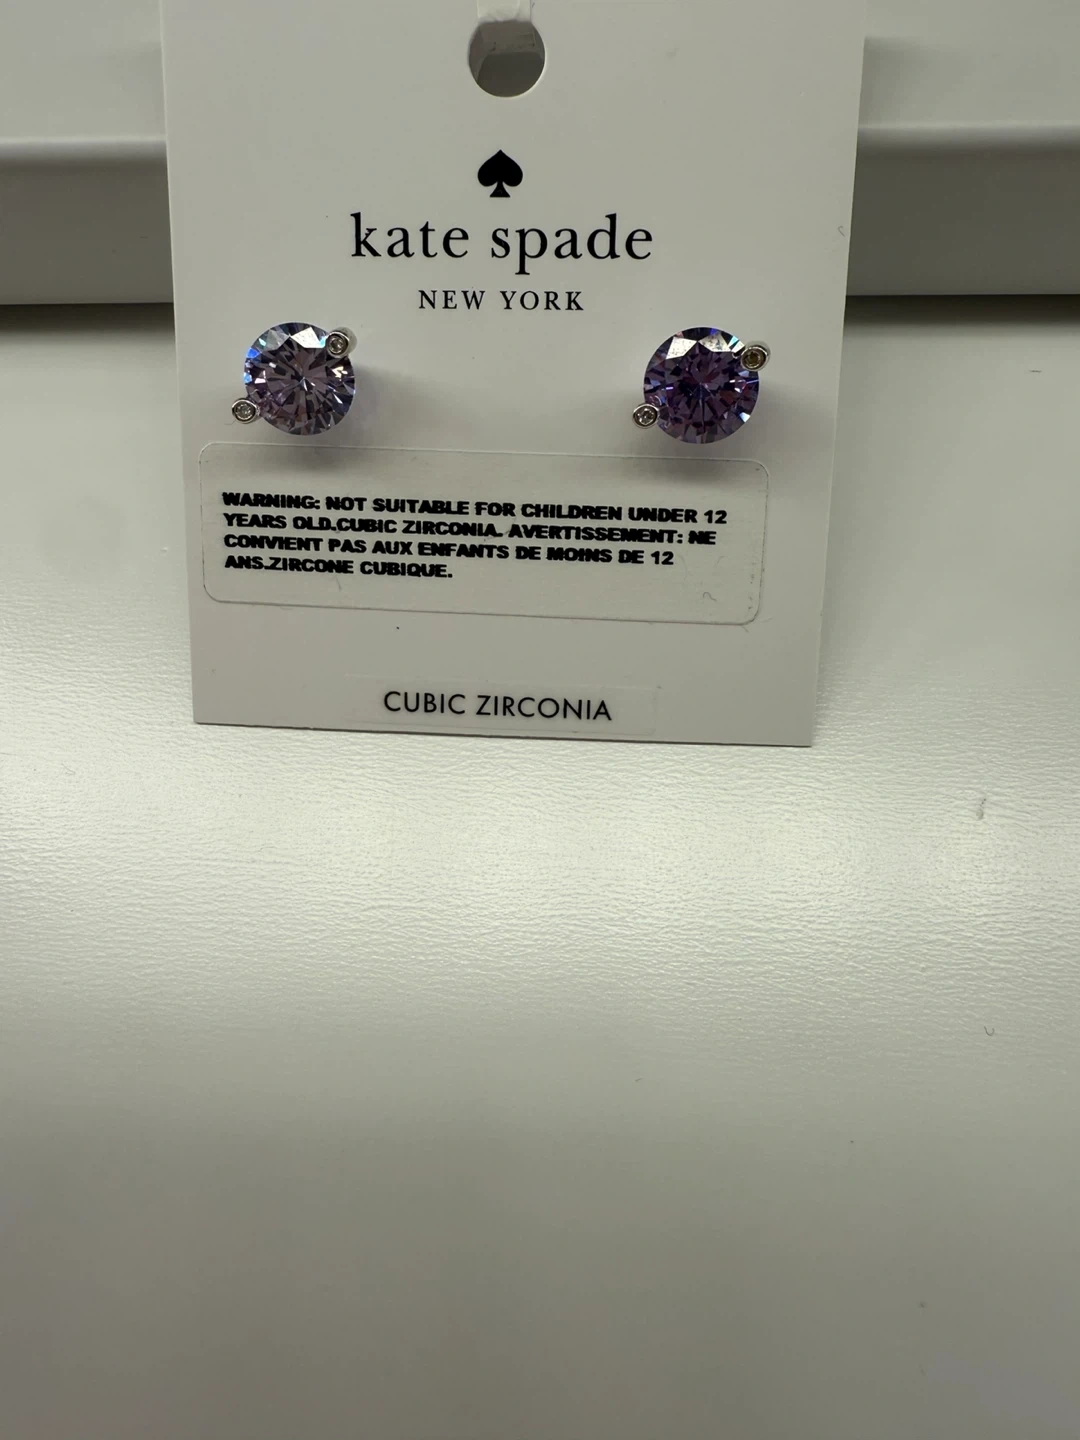 kate spade
NEW YORK
WARNING: NOT SUITABLE FOR CHILDREN UNDER 12
YEARS OLD.CUBIC ZIRCONIA. AVERTISSEMENT: NE
CONVIENT PAS AUX ENFANTS DE MOINS DE 12
ANS.ZIRCONE CUBIQUE.
CUBIC ZIRCONIA